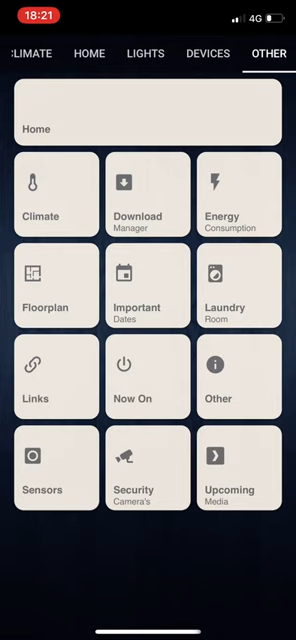 18:21
4G
:LIMATE HOME LIGHTS DEVICES OTHER
Home
Climate
Download
Manager
Energy
Consumption
Floorplan
Important
Dates
Laundry
Room
Links
Now On
Other
Sensors
Security
Camera's
Upcoming
Media